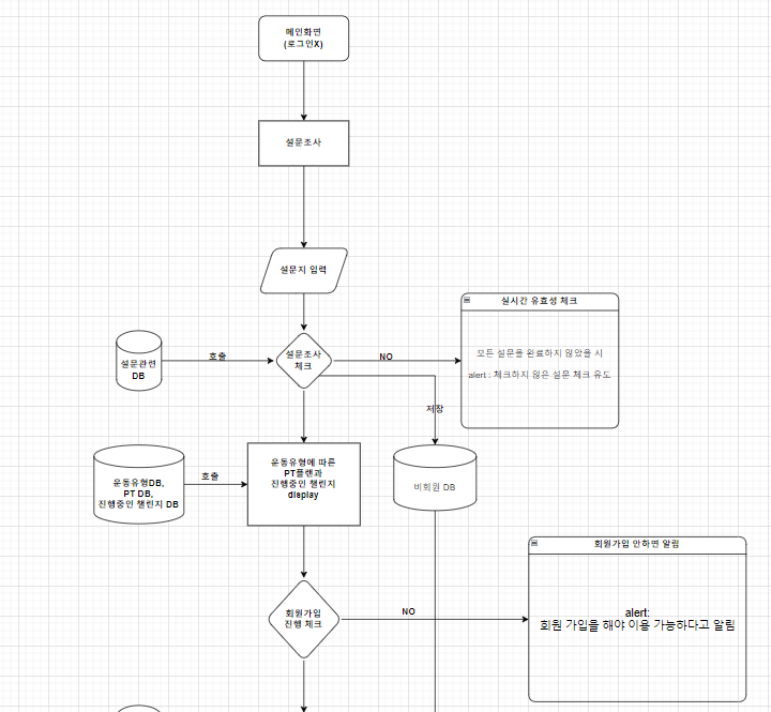 메인화면
(로그인X)
설문조사
설문지 입력
실시간 유효성 체크
모든 설문을 완료하지 않았을 시
alert : 체크하지 않은 설문 체크 유도
설문관련
DB
호출
설문조사
체크
NO
저장
운동유형DB,
PT DB,
진행중인 챌린지 DB
호출
운동유형에 따른
PT플랜과
진행중인 챌린지
display
비회원 DB
회원가입 안하면 알림
회원가입
진행 체크
NO
alert:
회원 가입을 해야 이용 가능하다고 알림